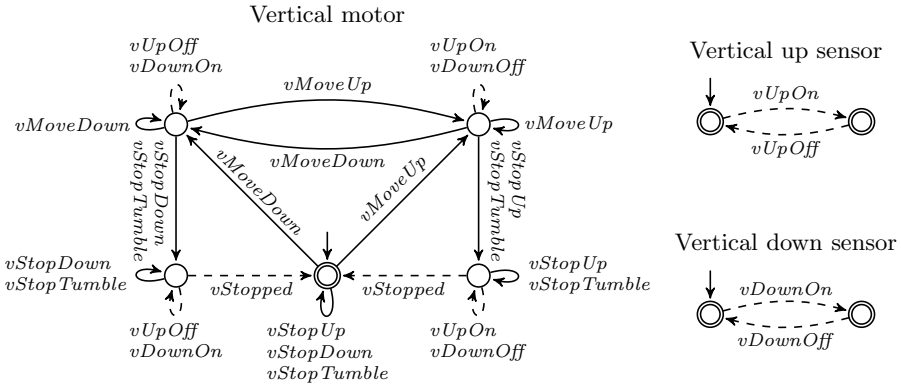 Vertical motor
vUpOff
vDownOn
vUpOn
vDownOff
vMoveUp
vMoveDown
vMoveUp
vMoveDown
vStopDown
vStopTumble
vMoveDown
vMoveUp
vStopUp
vStopTumble
vStopDown
vStopTumble
vStopped
vStopped
vStopUp
vStopTumble
vUpOff
vDownOn
vStopUp
vStopDown
vStopTumble
vUpOn
vDownOff
Vertical up sensor
vUpOn
vUpOff
Vertical down sensor
vDownOn
vDownOff